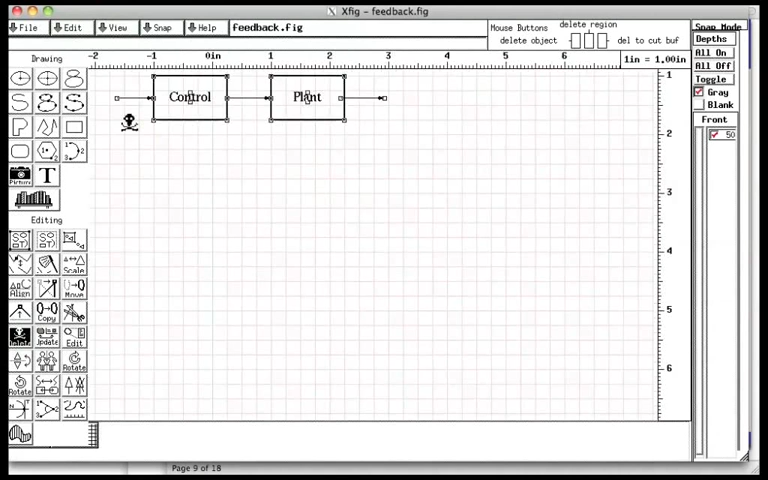 Xfig - feedback.fig
File Edit View Snap Help feedback.fig
Mouse Buttons
delete region
delete object
del to cut buf
Snap Mode
Drawing
-2 -1 0in 1 2 3 4 5 6
1in = 1.00in
Depths
All On
All Off
Toggle
Gray
Blank
Front
50
Control Plant
1
2
3
4
5
6
Picture
T
Editing
Scale
Align
Move
Copy
Delete
Update
Edit
Rotate
Rotate
Page 9 of 18